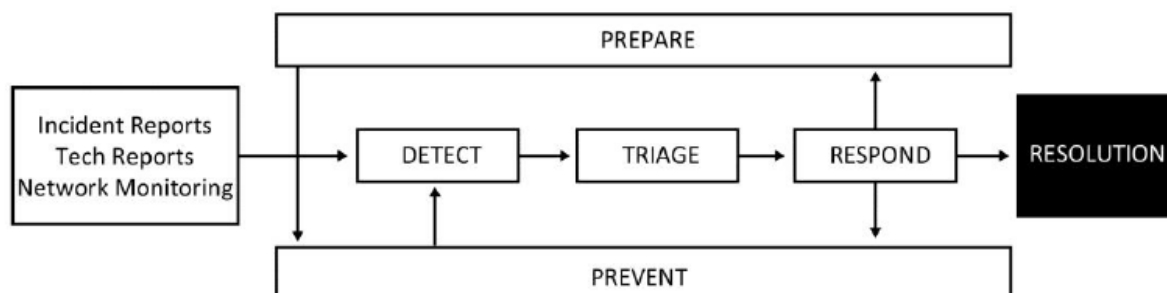 PREPARE
Incident Reports
Tech Reports
Network Monitoring
DETECT
TRIAGE
RESPOND
RESOLUTION
PREVENT